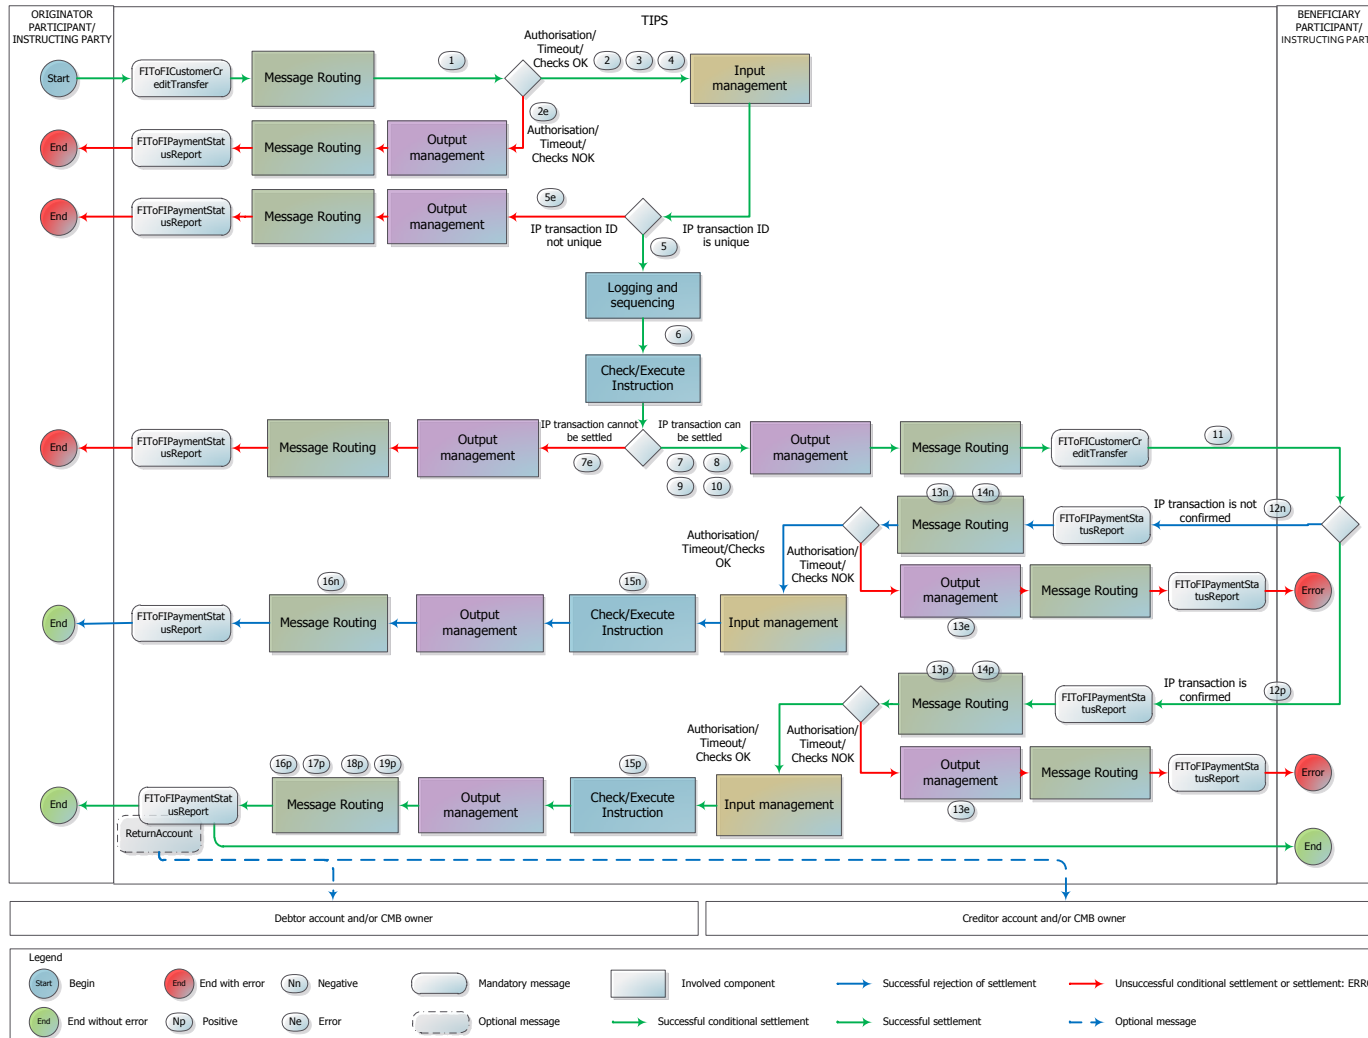 ORIGINATOR
PARTICIPANT/
INSTRUCTING PARTY
TIPS
BENEFICIARY
PARTICIPANT/
INSTRUCTING PART
Start
FIToFICustomerCr
editTransfer
Message Routing
1
Authorisation/
Timeout/
Checks OK
2
3
4
Input
management
2e
Authorisation/
Timeout/
Checks NOK
End
FIToFIPaymentStat
usReport
Message Routing
Output
management
End
FIToFIPaymentStat
usReport
Message Routing
Output
management
5e
IP transaction ID
not unique
IP transaction ID
is unique
5
Logging and
sequencing
6
Check/Execute
Instruction
End
FIToFIPaymentStat
usReport
Message Routing
Output
management
IP transaction cannot
be settled
7e
IP transaction can
be settled
7
8
9
10
Output
management
Message Routing
FIToFICustomerCr
editTransfer
11
13n
14n
Message Routing
FIToFIPaymentSta
tusReport
IP transaction is not
confirmed
12n
Authorisation/
Timeout/Checks
OK
Authorisation/
Timeout/
Checks NOK
Output
management
13e
Message Routing
FIToFIPaymentSta
tusReport
Error
End
FIToFIPaymentStat
usReport
16n
Message Routing
Output
management
15n
Check/Execute
Instruction
Input management
13p
14p
Message Routing
FIToFIPaymentSta
tusReport
IP transaction is
confirmed
12p
Authorisation/
Timeout/
Checks OK
Authorisation/
Timeout/
Checks NOK
Output
management
13e
Message Routing
FIToFIPaymentSta
tusReport
Error
End
FIToFIPaymentStat
usReport
ReturnAccount
16p
17p
18p
19p
Message Routing
Output
management
15p
Check/Execute
Instruction
Input management
End
Debtor account and/or CMB owner
Creditor account and/or CMB owner
Legend
Start
Begin
End
End with error
Nn
Negative
Mandatory message
Involved component
Successful rejection of settlement
Unsuccessful conditional settlement or settlement: ERRO
End
End without error
Np
Positive
Ne
Error
Optional message
Successful conditional settlement
Successful settlement
Optional message